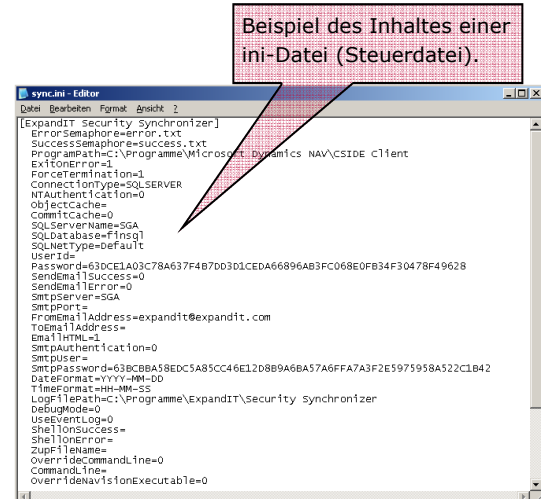 Beispiel des Inhaltes einer
ini-Datei (Steuerdatei).
sync.ini - Editor
Datei Bearbeiten Format Ansicht ?
[ExpandIT Security Synchronizer]
ErrorSemaphore=error.txt
SuccessSemaphore=success.txt
ProgramPath=C:\Programme\Microsoft Dynamics NAV\CSIDE Client
ExitOnError=1
ForceTermination=1
ConnectionType=SQLSERVER
NTAuthentication=0
ObjectCache=
CommitCache=0
SQLServerName=SGA
SQLDatabase=finsql
SQLNetType=Default
UserId=
Password=63DCE1A03C78A637F4B7DD3D1CEDA66896AB3FC068E0FB34F30478F49628
SendEmailSuccess=0
SendEmailError=0
SmtpServer=SGA
SmtpPort=
FromEmailAddress=expandit@expandit.com
ToEmailAddress=
EmailHTML=1
SmtpAuthentication=0
SmtpUser=
SmtpPassword=63BCBBA58EDC5A85CC46E12D8B9A6BA57A6FFA7A3F2E5975958A522C1B42
DateFormat=YYYY-MM-DD
TimeFormat=HH-MM-SS
LogFilePath=C:\Programme\ExpandIT\Security Synchronizer
DebugMode=0
UseEventLog=0
ShellOnSuccess=
ShellOnError=
ZupFileName=
OverrideCommandLine=0
CommandLine=
OverrideNavisionExecutable=0